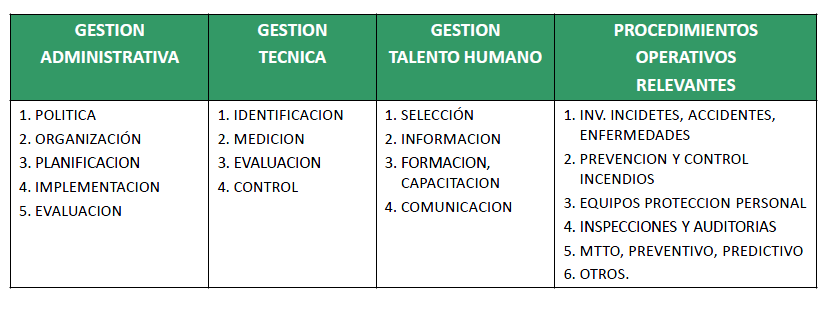 GESTION
ADMINISTRATIVA
GESTION
TECNICA
GESTION
TALENTO HUMANO
PROCEDIMIENTOS
OPERATIVOS
RELEVANTES
1. POLITICA
2. ORGANIZACIÓN
3. PLANIFICACION
4. IMPLEMENTACION
5. EVALUACION
1. IDENTIFICACION
2. MEDICION
3. EVALUACION
4. CONTROL
1. SELECCIÓN
2. INFORMACION
3. FORMACION,
CAPACITACION
4. COMUNICACION
1. INV. INCIDETES, ACCIDENTES,
ENFERMEDADES
2. PREVENCION Y CONTROL
INCENDIOS
3. EQUIPOS PROTECCION PERSONAL
4. INSPECCIONES Y AUDITORIAS
5. MTTO, PREVENTIVO, PREDICTIVO
6. OTROS.